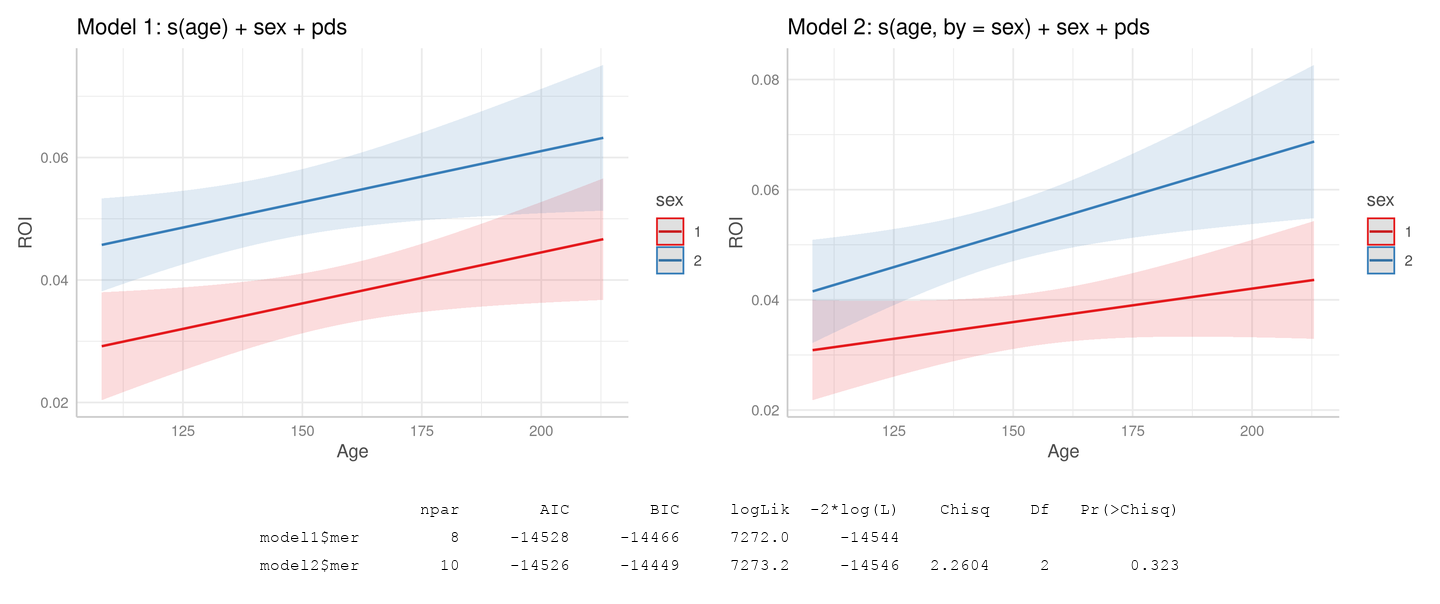 Model 1: s(age) + sex + pds
0.06
0.04
0.02
ROI
125 150 175 200
Age
sex
1
2
Model 2: s(age, by = sex) + sex + pds
0.08
0.06
0.04
0.02
ROI
125 150 175 200
Age
sex
1
2
npar AIC BIC logLik -2*log(L) Chisq Df Pr(>Chisq)
model1$mer 8 -14528 -14466 7272.0 -14544
model2$mer 10 -14526 -14449 7273.2 -14546 2.2604 2 0.323